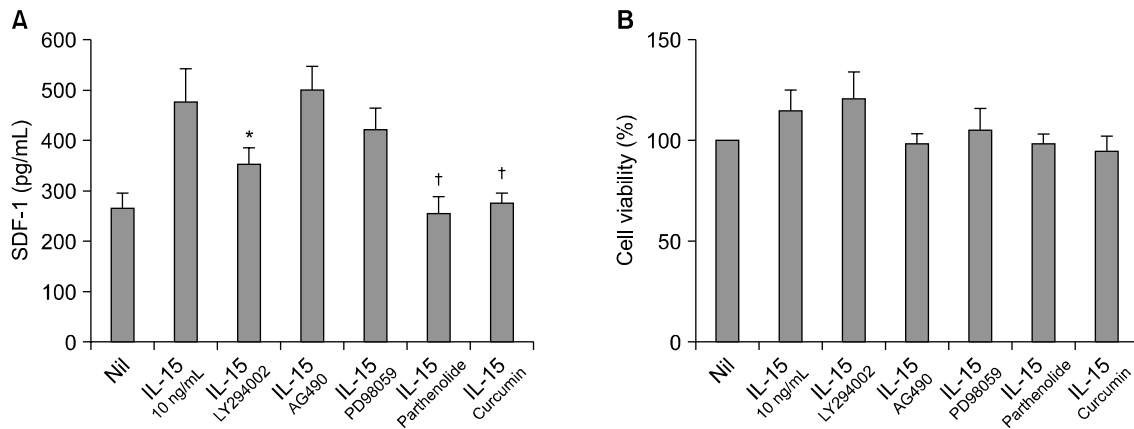 A
SDF-1 (pg/mL)
600
500
400
300
200
100
0
*
†
†
Nil
IL-15
10 ng/mL
IL-15
LY294002
IL-15
AG490
IL-15
PD98059
IL-15
Parthenolide
IL-15
Curcumin
B
Cell viability (%)
150
100
50
0
Nil
IL-15
10 ng/mL
IL-15
LY294002
IL-15
AG490
IL-15
PD98059
IL-15
Parthenolide
IL-15
Curcumin